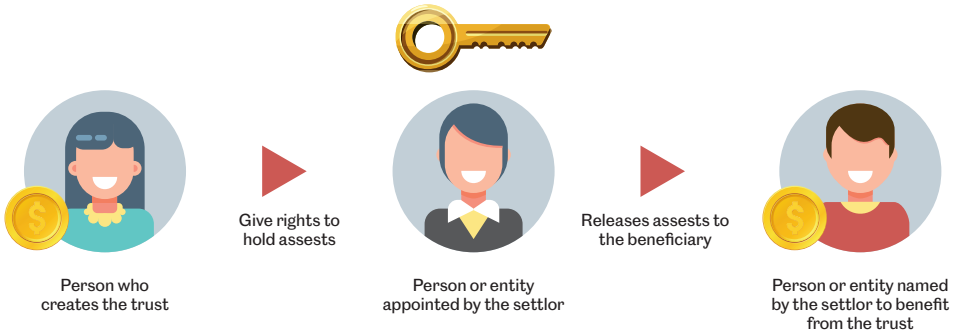 Give rights to
hold assests
Releases assests to
the beneficiary
Person who
creates the trust
Person or entity
appointed by the settlor
Person or entity named
by the settlor to benefit
from the trust
$
$